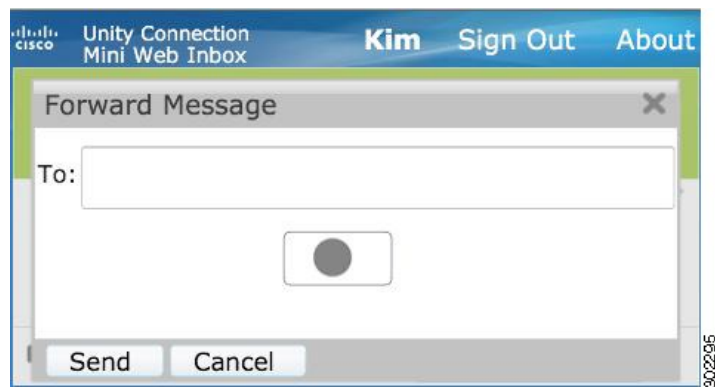 cisco
Unity Connection
Mini Web Inbox
Kim Sign Out About
Forward Message
To:
Send Cancel
302295